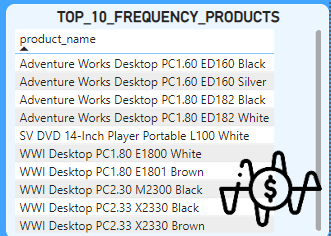 TOP_10_FREQUENCY_PRODUCTS
product_name
Adventure Works Desktop PC1.60 ED160 Black
Adventure Works Desktop PC1.60 ED160 Silver
Adventure Works Desktop PC1.80 ED182 Black
Adventure Works Desktop PC1.80 ED182 White
SV DVD 14-Inch Player Portable L100 White
WWI Desktop PC1.80 E1800 White
WWI Desktop PC1.80 E1801 Brown
WWI Desktop PC2.30 M2300 Black
WWI Desktop PC2.33 X2330 Black
WWI Desktop PC2.33 X2330 Brown
$